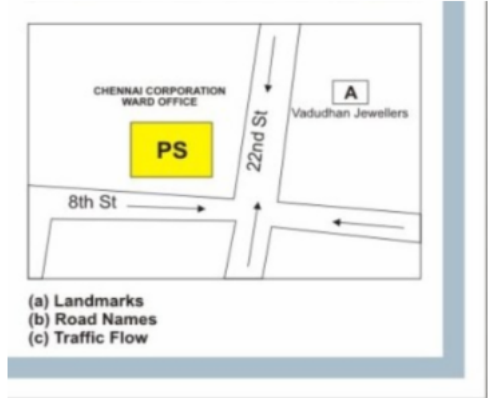 CHENNAI CORPORATION
WARD OFFICE
A
Vadudhan Jewellers
PS
22nd St
8th St
(a) Landmarks
(b) Road Names
(c) Traffic Flow